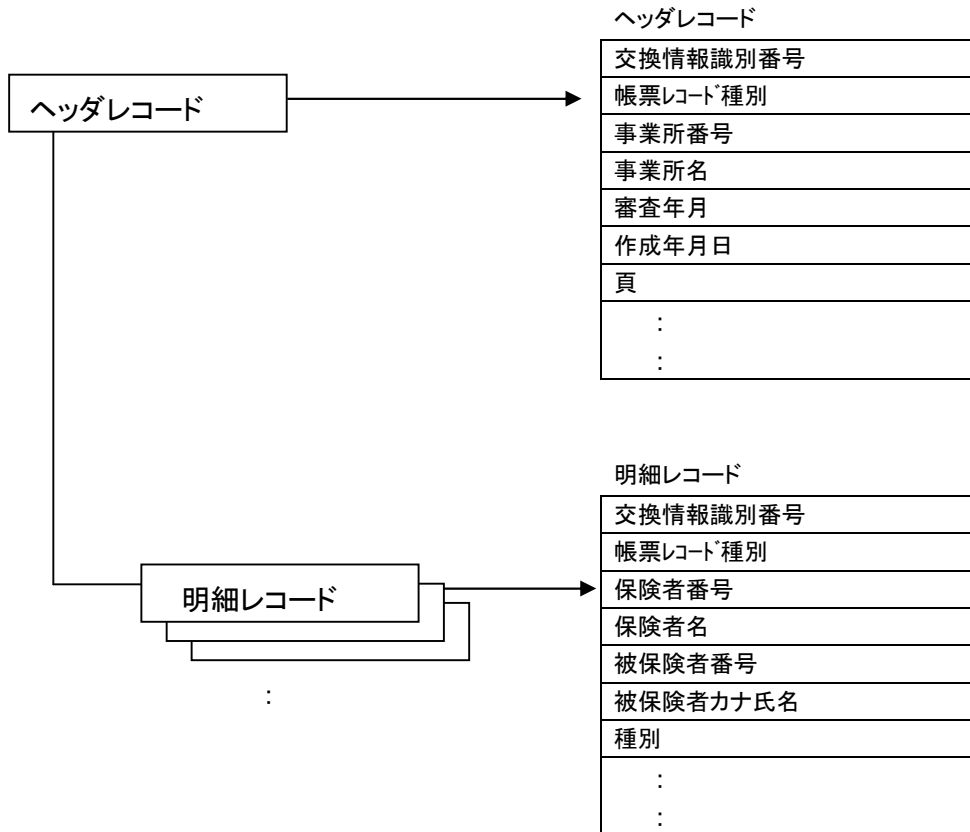 ヘッダレコード
交換情報識別番号
ヘッダレコード
帳票ﾚｺｰﾄﾞ種別
事業所番号
事業所名
審査年月
作成年月日
頁
:
:
明細レコード
交換情報識別番号
帳票ﾚｺｰﾄﾞ種別
明細レコード
保険者番号
保険者名
被保険者番号
:
被保険者カナ氏名
種別
:
: